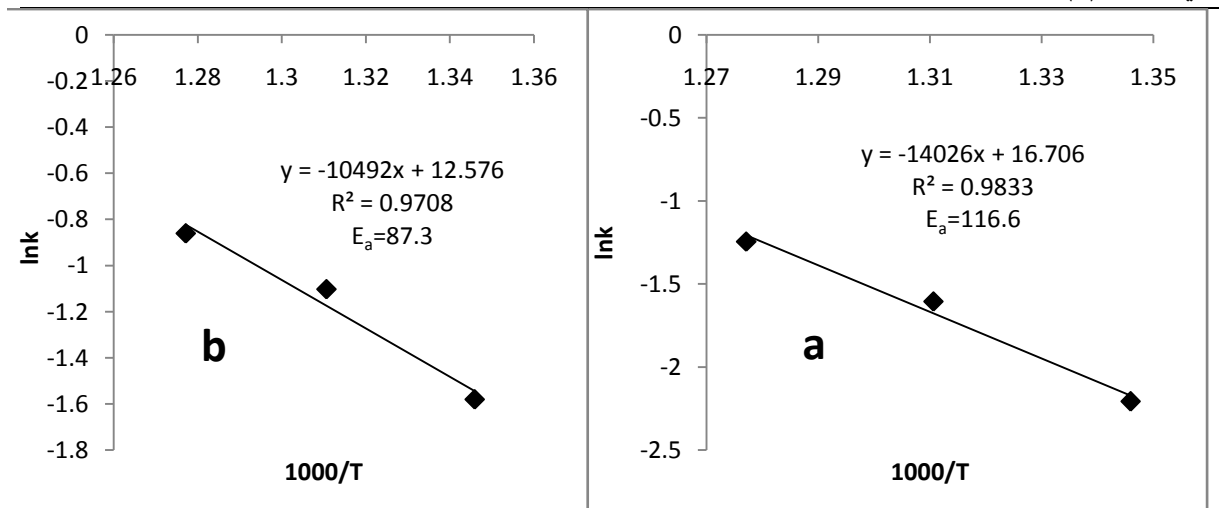 0
1.26 1.28 1.3 1.32 1.34 1.36
-0.2
-0.4
-0.6
-0.8
-1
-1.2
-1.4
-1.6
-1.8
lnk
y = -10492x + 12.576
R² = 0.9708
Eₐ=87.3
b
1000/T
0
1.27 1.29 1.31 1.33 1.35
-0.5
-1
-1.5
-2
-2.5
lnk
y = -14026x + 16.706
R² = 0.9833
Eₐ=116.6
a
1000/T